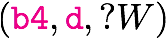 (b4, d, ?W)